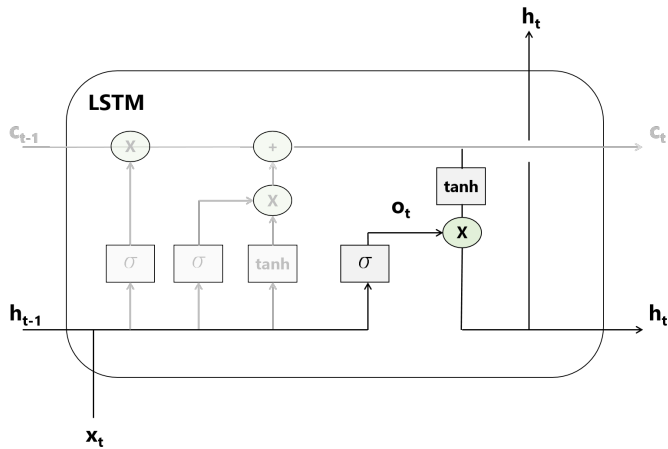 h_t
LSTM
c_t-1
X
+
c_t
tanh
X
o_t
X
σ
σ
tanh
σ
h_t-1
h_t
x_t